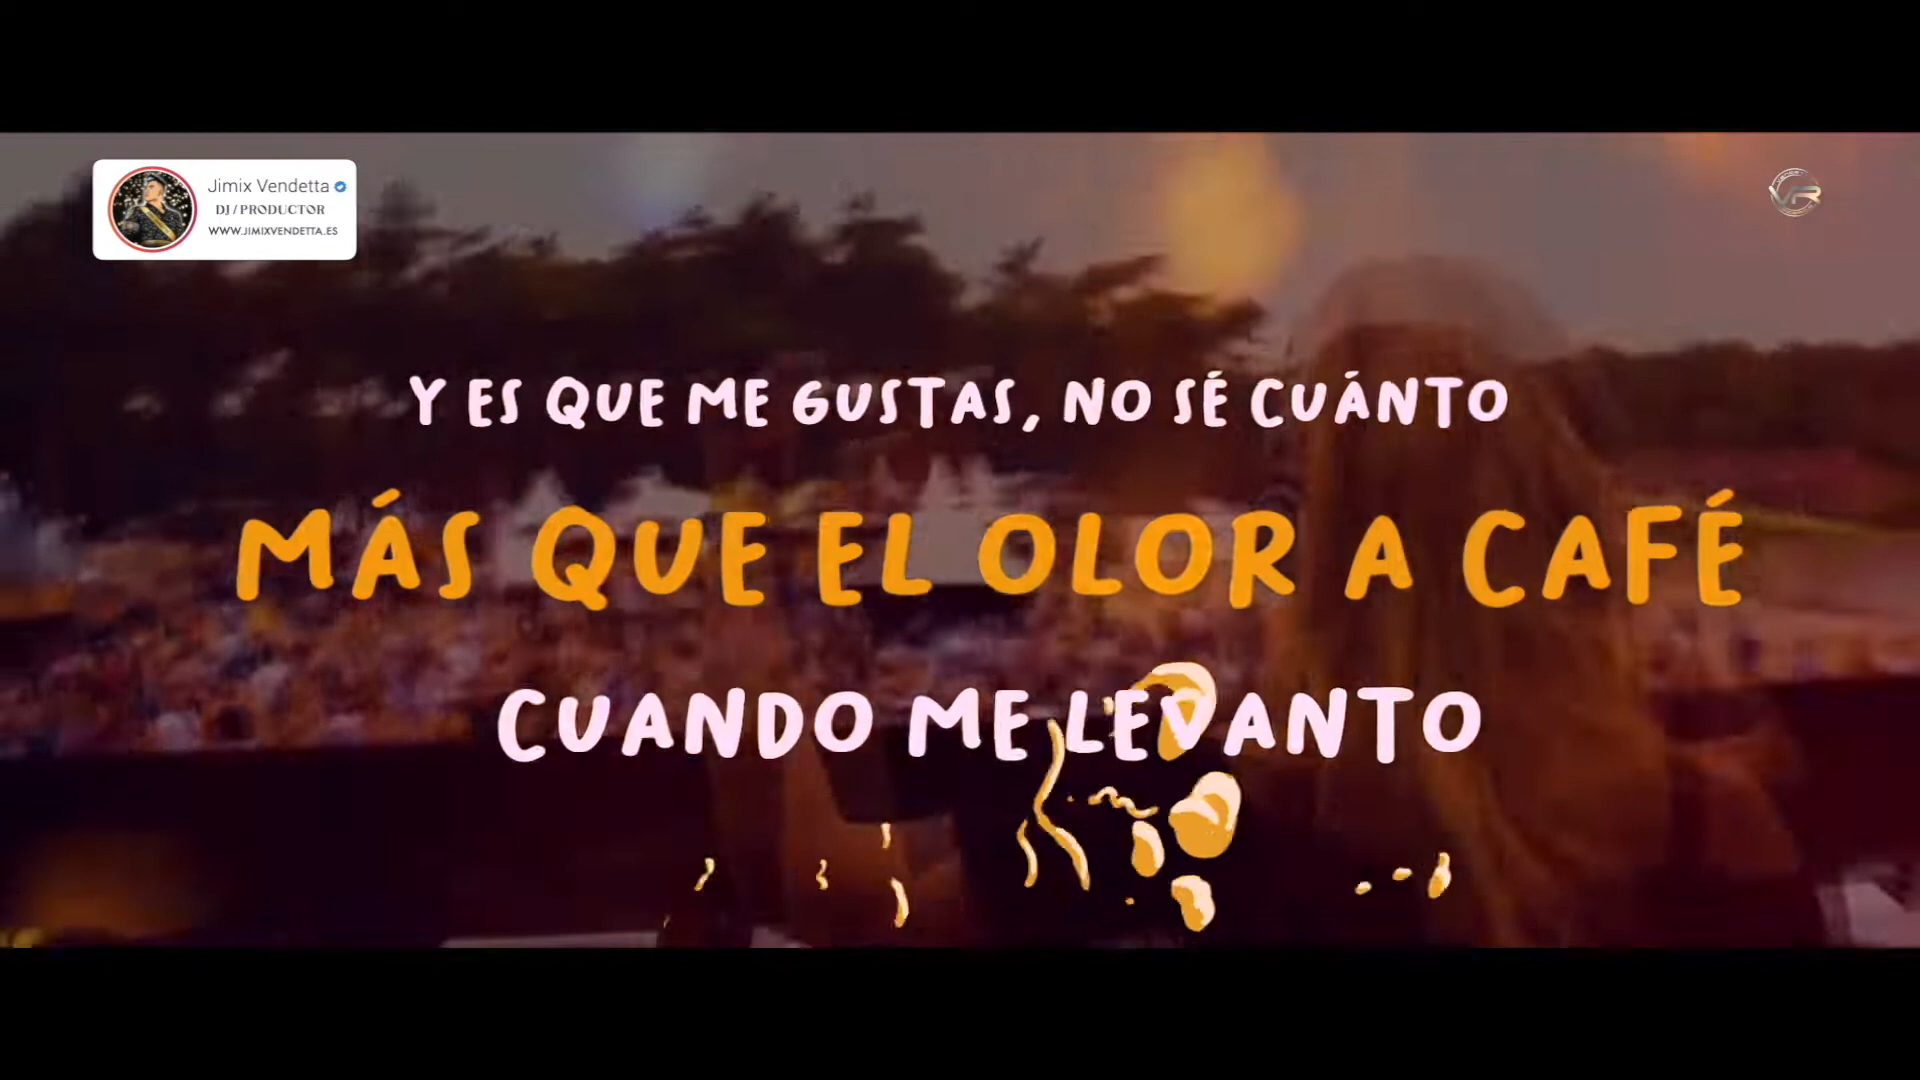 Jimix Vendetta
DJ / PRODUCTOR
WWW.JIMIXVENDETTA.ES
VR
Y ES QUE ME GUSTAS, NO SÉ CUÁNTO
MÁS QUE EL OLOR A CAFÉ
CUANDO ME LEVANTO